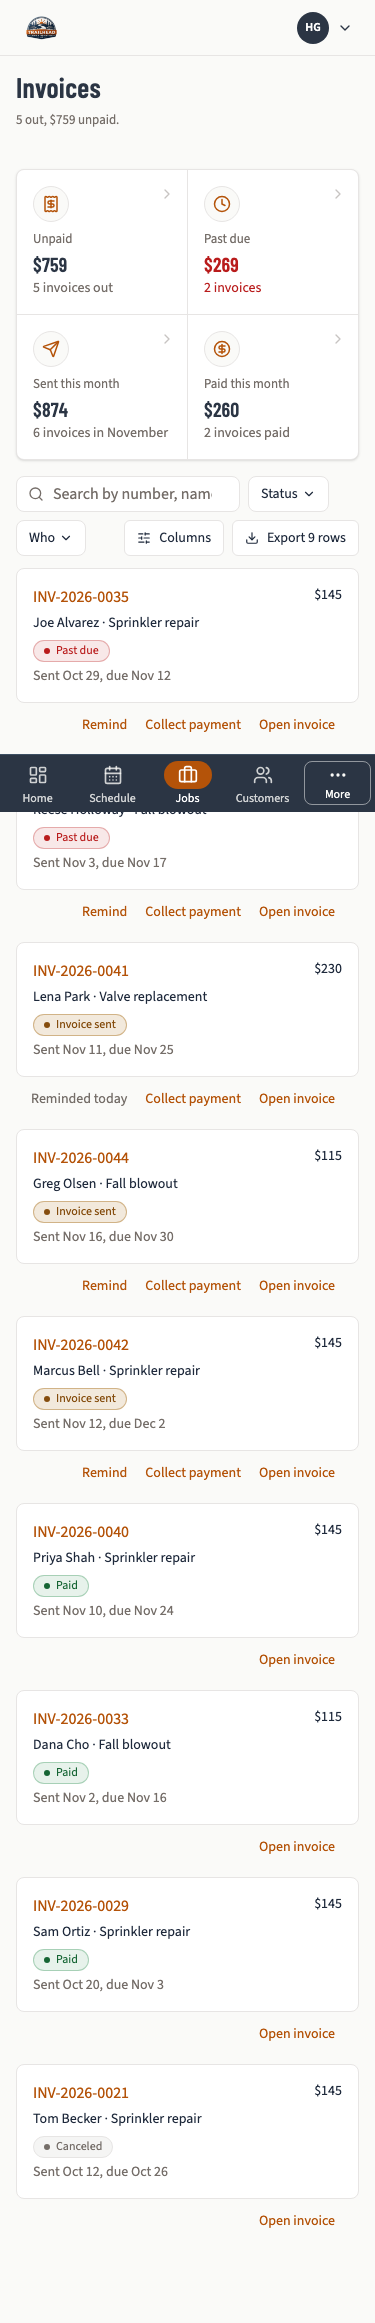 TRAILHEAD
HG
Invoices
5 out, $759 unpaid.
Unpaid
$759
5 invoices out
Past due
$269
2 invoices
Sent this month
$874
6 invoices in November
Paid this month
$260
2 invoices paid
Search by number, nam
Status
Who
Columns
Export 9 rows
INV-2026-0035
$145
Joe Alvarez · Sprinkler repair
Past due
Sent Oct 29, due Nov 12
Remind Collect payment Open invoice
Home
Schedule
Jobs
Customers
More
Reese Holloway · Fall blowout
Past due
Sent Nov 3, due Nov 17
Remind Collect payment Open invoice
INV-2026-0041
$230
Lena Park · Valve replacement
Invoice sent
Sent Nov 11, due Nov 25
Reminded today Collect payment Open invoice
INV-2026-0044
$115
Greg Olsen · Fall blowout
Invoice sent
Sent Nov 16, due Nov 30
Remind Collect payment Open invoice
INV-2026-0042
$145
Marcus Bell · Sprinkler repair
Invoice sent
Sent Nov 12, due Dec 2
Remind Collect payment Open invoice
INV-2026-0040
$145
Priya Shah · Sprinkler repair
Paid
Sent Nov 10, due Nov 24
Open invoice
INV-2026-0033
$115
Dana Cho · Fall blowout
Paid
Sent Nov 2, due Nov 16
Open invoice
INV-2026-0029
$145
Sam Ortiz · Sprinkler repair
Paid
Sent Oct 20, due Nov 3
Open invoice
INV-2026-0021
$145
Tom Becker · Sprinkler repair
Canceled
Sent Oct 12, due Oct 26
Open invoice